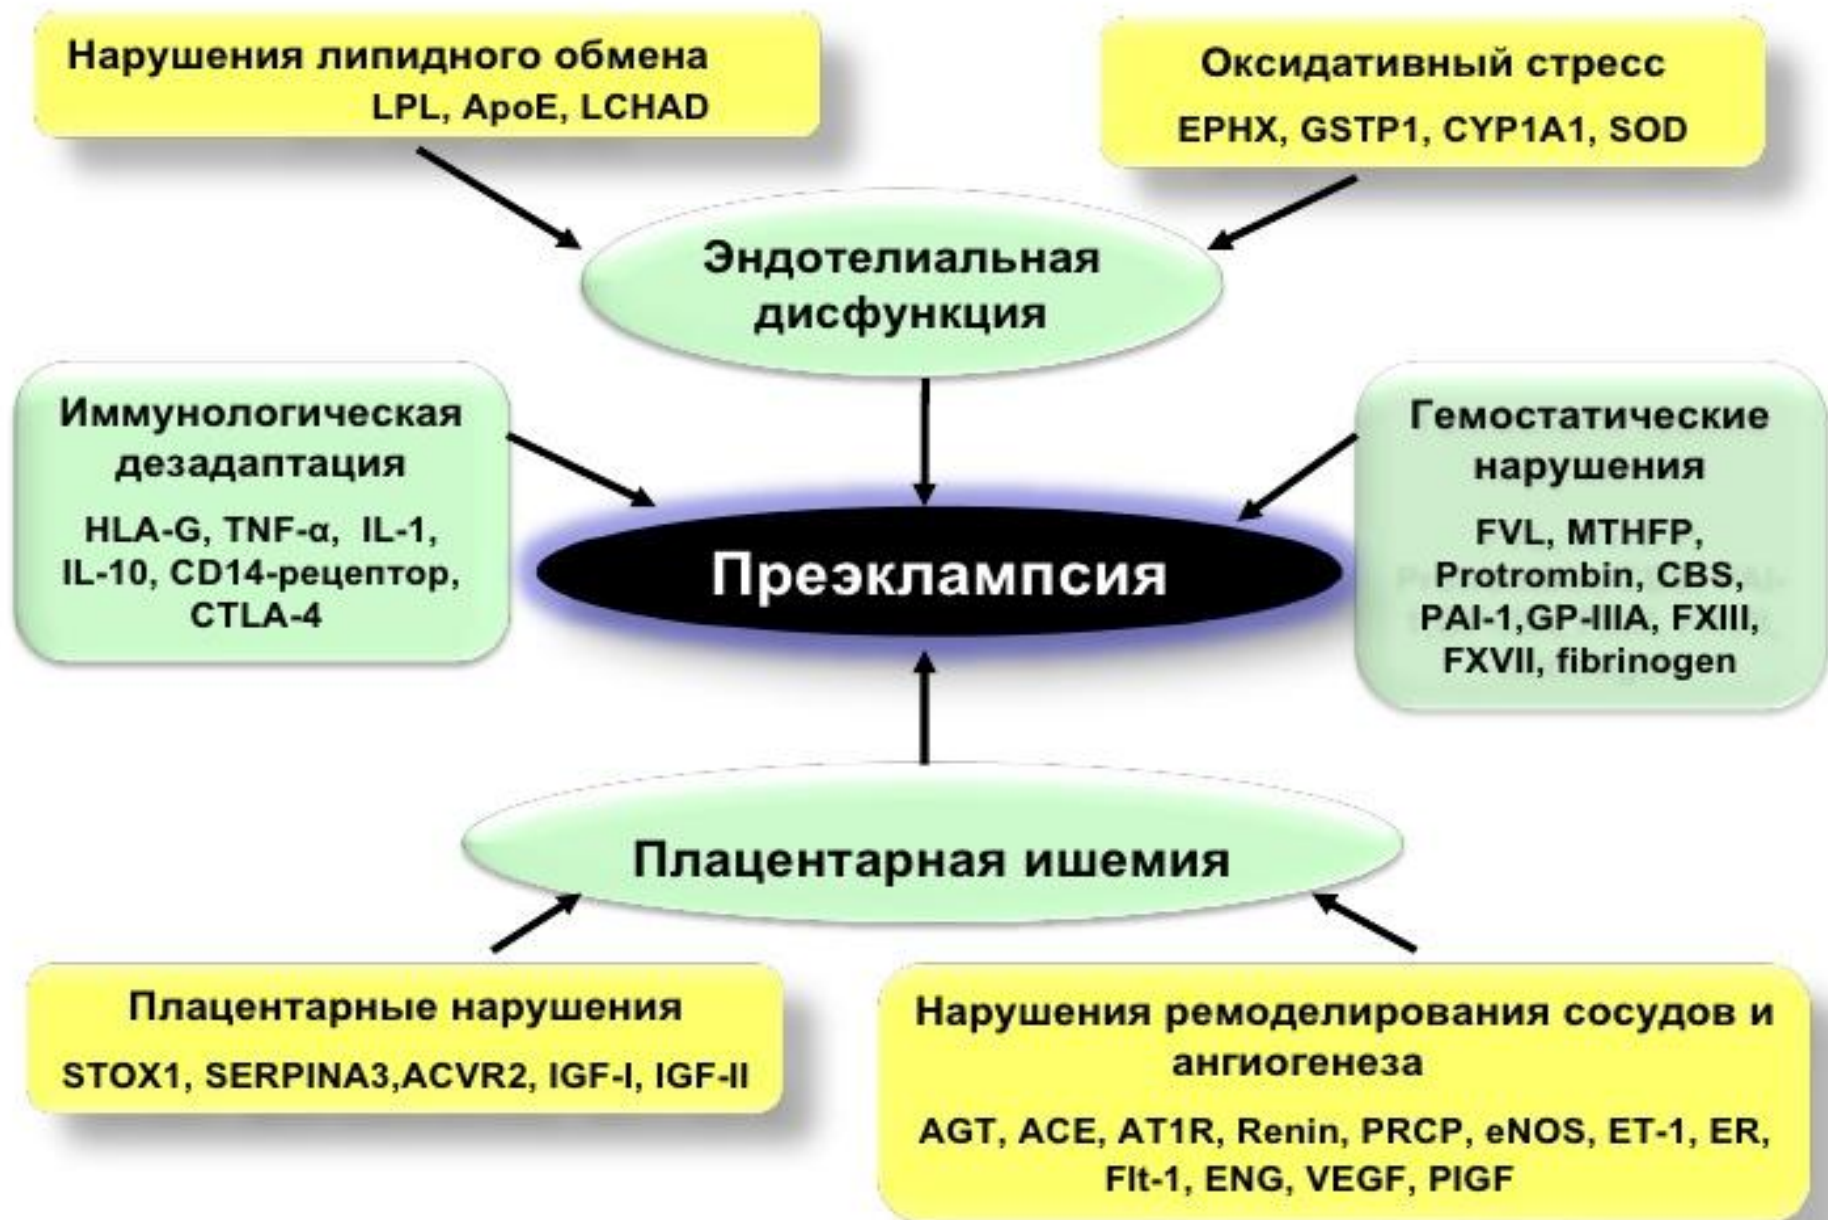 Нарушения липидного обмена
LPL, ApoE, LCHAD
Оксидативный стресс
EPHX, GSTP1, CYP1A1, SOD
Эндотелиальная
дисфункция
Иммунологическая
дезадаптация
HLA-G, TNF-α, IL-1,
IL-10, CD14-рецептор,
CTLA-4
Гемостатические
нарушения
FVL, MTHFP,
Protrombin, CBS,
PAI-1,GP-IIIA, FXIII,
FXVII, fibrinogen
Преэклампсия
Плацентарная ишемия
Плацентарные нарушения
STOX1, SERPINA3,ACVR2, IGF-I, IGF-II
Нарушения ремоделирования сосудов и
ангиогенеза
AGT, ACE, AT1R, Renin, PRCP, eNOS, ET-1, ER,
Flt-1, ENG, VEGF, PIGF